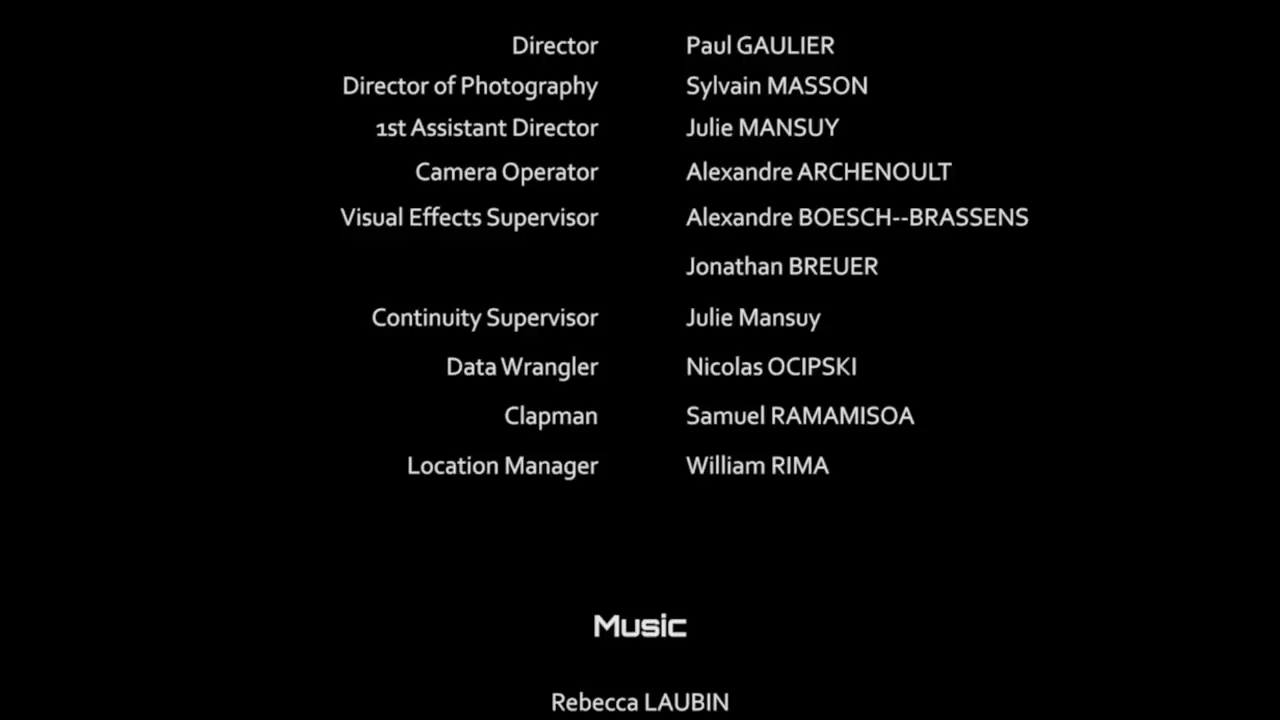 Director Paul GAULIER
Director of Photography Sylvain MASSON
1st Assistant Director Julie MANSUY
Camera Operator Alexandre ARCHENOULT
Visual Effects Supervisor Alexandre BOESCH--BRASSENS
Jonathan BREUER
Continuity Supervisor Julie Mansuy
Data Wrangler Nicolas OCIPSKI
Clapman Samuel RAMAMISOA
Location Manager William RIMA
Music
Rebecca LAUBIN